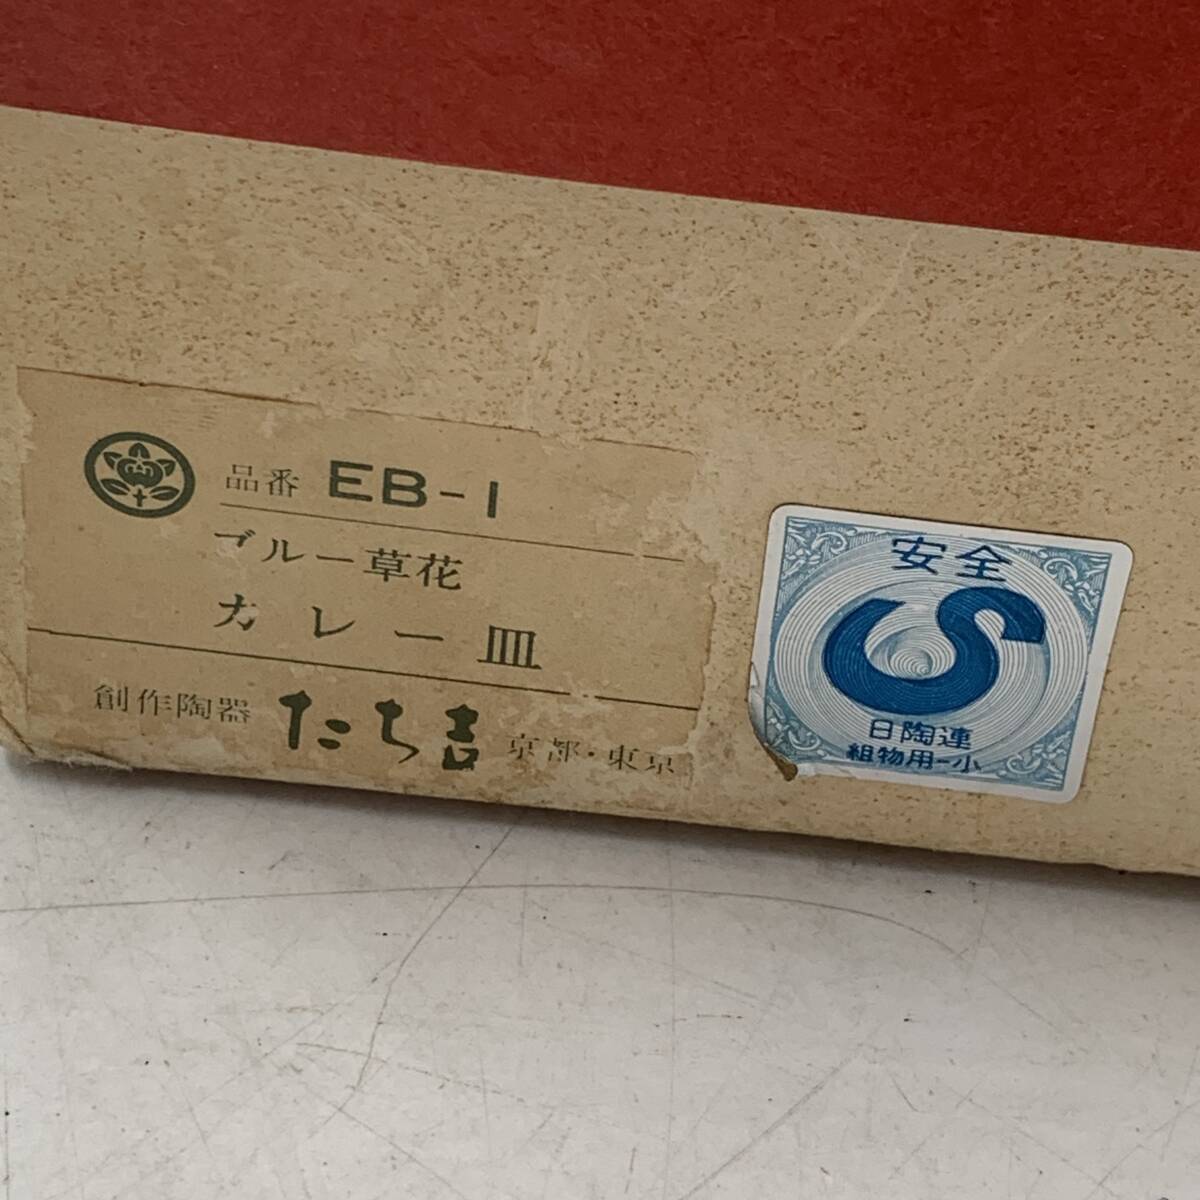 品番 EB-1
ブルー草花
カレー皿
創作陶器 たち吉 京都・東京
安全
日陶連
組物用-小